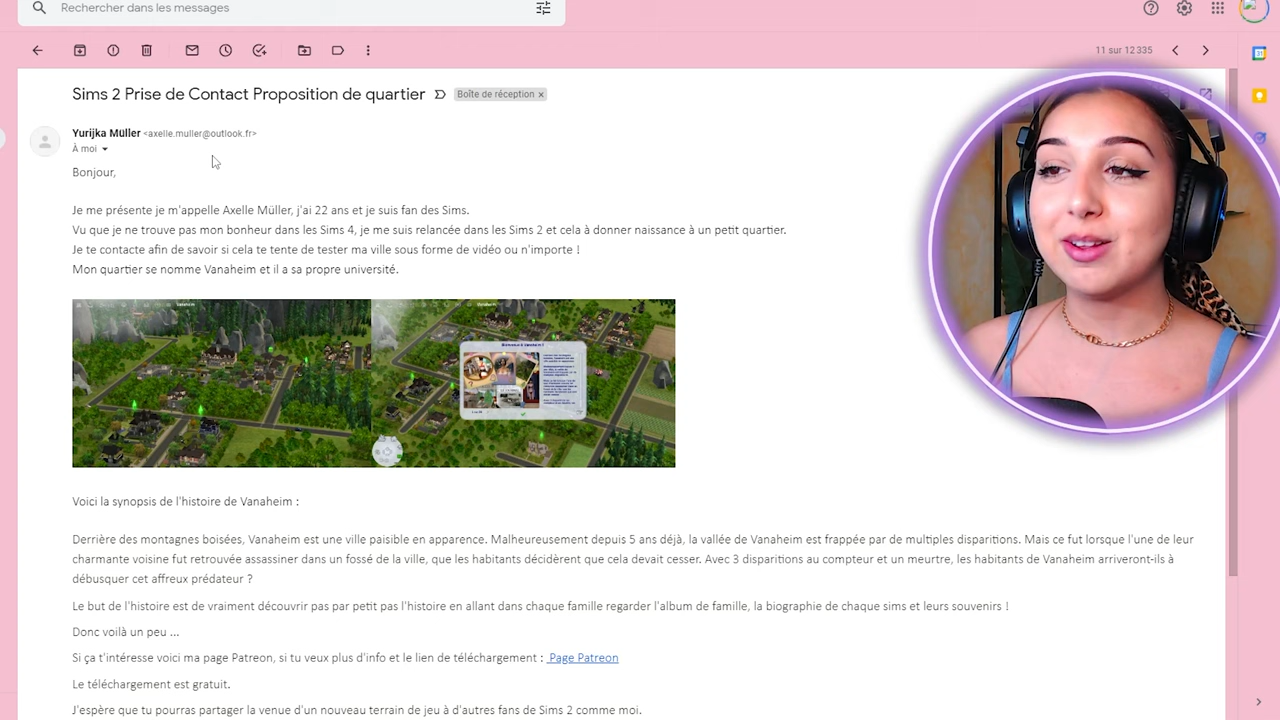 Rechercher dans les messages
11 sur 12 335
Sims 2 Prise de Contact Proposition de quartier
Boîte de réception ×
Yurijka Müller <axelle.muller@outlook.fr>
À moi
Bonjour,
Je me présente je m'appelle Axelle Müller, j'ai 22 ans et je suis fan des Sims.
Vu que je ne trouve pas mon bonheur dans les Sims 4, je me suis relancée dans les Sims 2 et cela à donner naissance à un petit quartier.
Je te contacte afin de savoir si cela te tente de tester ma ville sous forme de vidéo ou n'importe !
Mon quartier se nomme Vanaheim et il a sa propre université.
Vanaheim
Vanaheim
Bienvenue à Vanaheim !
Voici la synopsis de l'histoire de Vanaheim :
Derrière des montagnes boisées, Vanaheim est une ville paisible en apparence. Malheureusement depuis 5 ans déjà, la vallée de Vanaheim est frappée par de multiples disparitions. Mais ce fut lorsque l'une de leur
charmante voisine fut retrouvée assassiner dans un fossé de la ville, que les habitants décidèrent que cela devait cesser. Avec 3 disparitions au compteur et un meurtre, les habitants de Vanaheim arriveront-ils à
débusquer cet affreux prédateur ?
Le but de l'histoire est de vraiment découvrir pas par petit pas l'histoire en allant dans chaque famille regarder l'album de famille, la biographie de chaque sims et leurs souvenirs !
Donc voilà un peu ...
Si ça t'intéresse voici ma page Patreon, si tu veux plus d'info et le lien de téléchargement : Page Patreon
Le téléchargement est gratuit.
J'espère que tu pourras partager la venue d'un nouveau terrain de jeu à d'autres fans de Sims 2 comme moi.